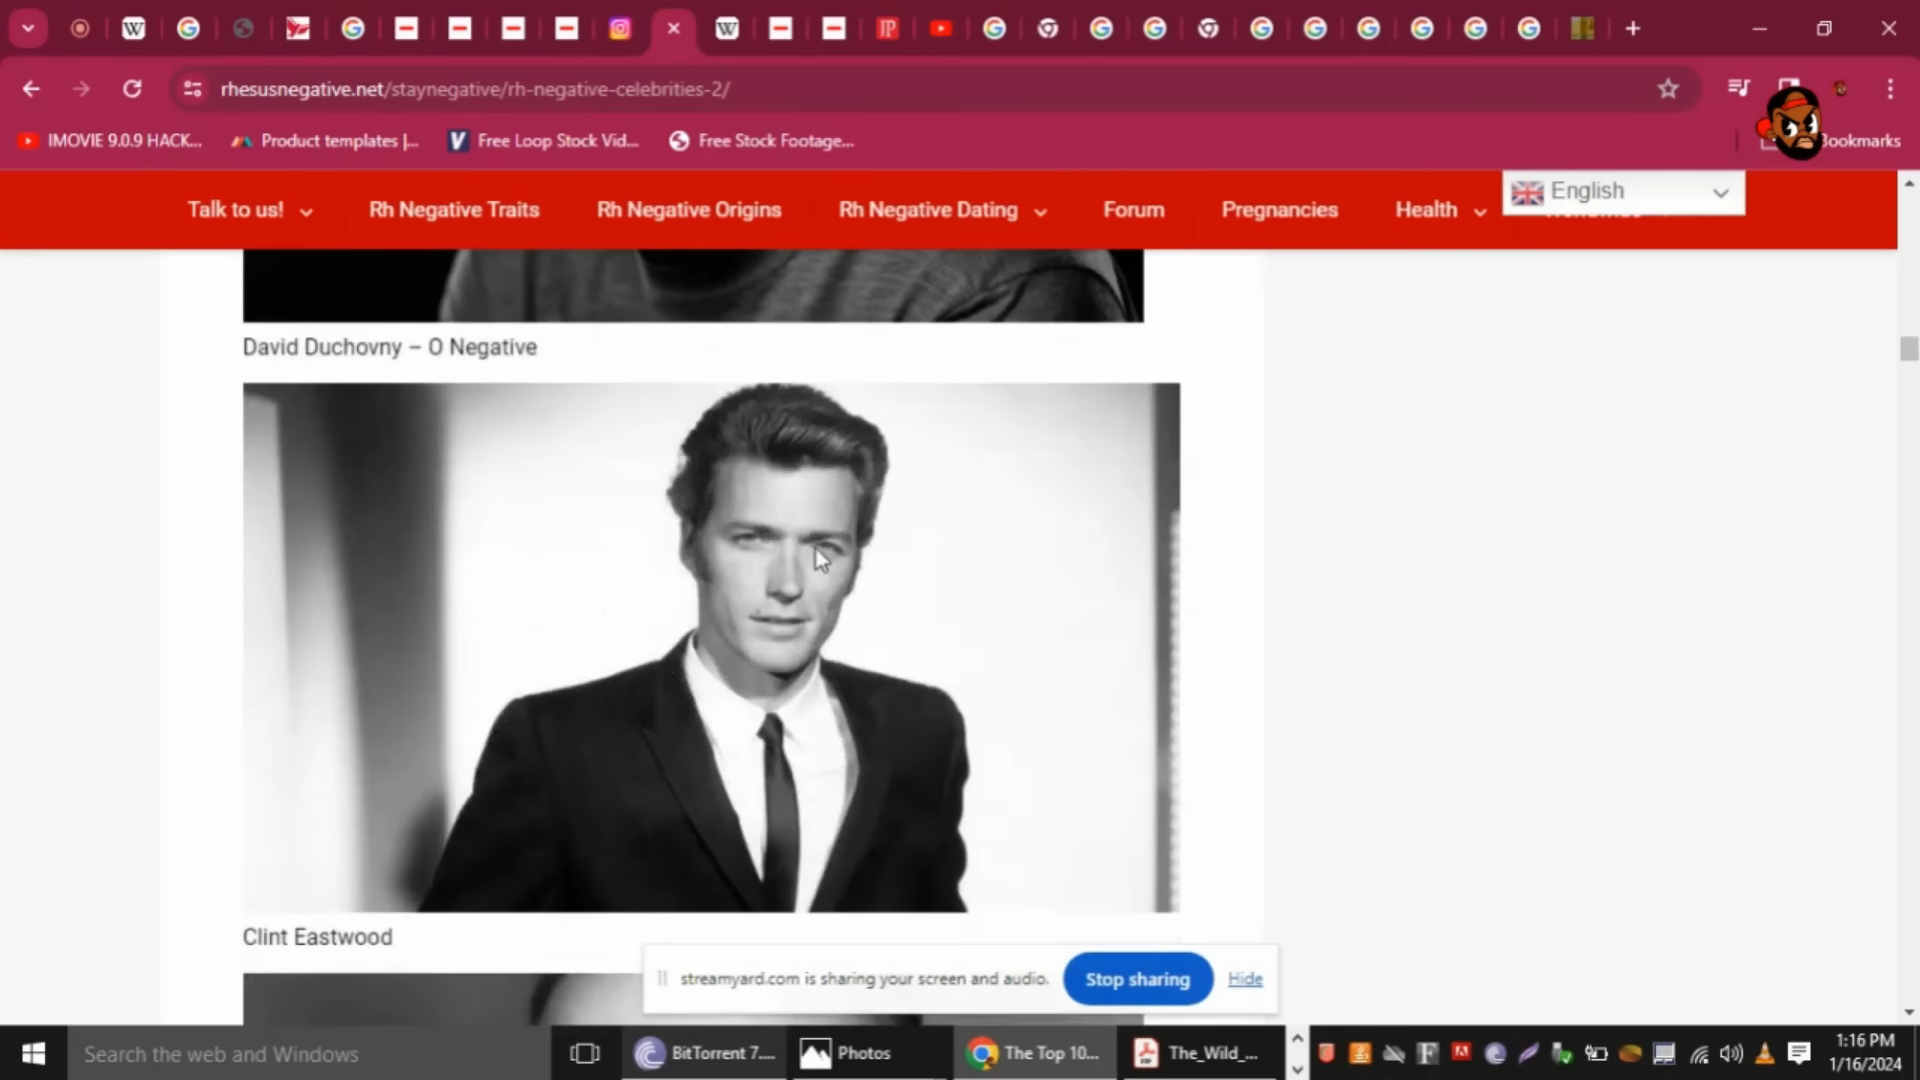 rhesusnegative.net/staynegative/rh-negative-celebrities-2/
IMOVIE 9.0.9 HACK... Product templates |... Free Loop Stock Vid... Free Stock Footage... Bookmarks
Talk to us! Rh Negative Traits Rh Negative Origins Rh Negative Dating Forum Pregnancies Health English
David Duchovny – O Negative
Clint Eastwood
streamyard.com is sharing your screen and audio. Stop sharing Hide
Search the web and Windows BitTorrent 7.... Photos The Top 10... The_Wild_... 1:16 PM
1/16/2024